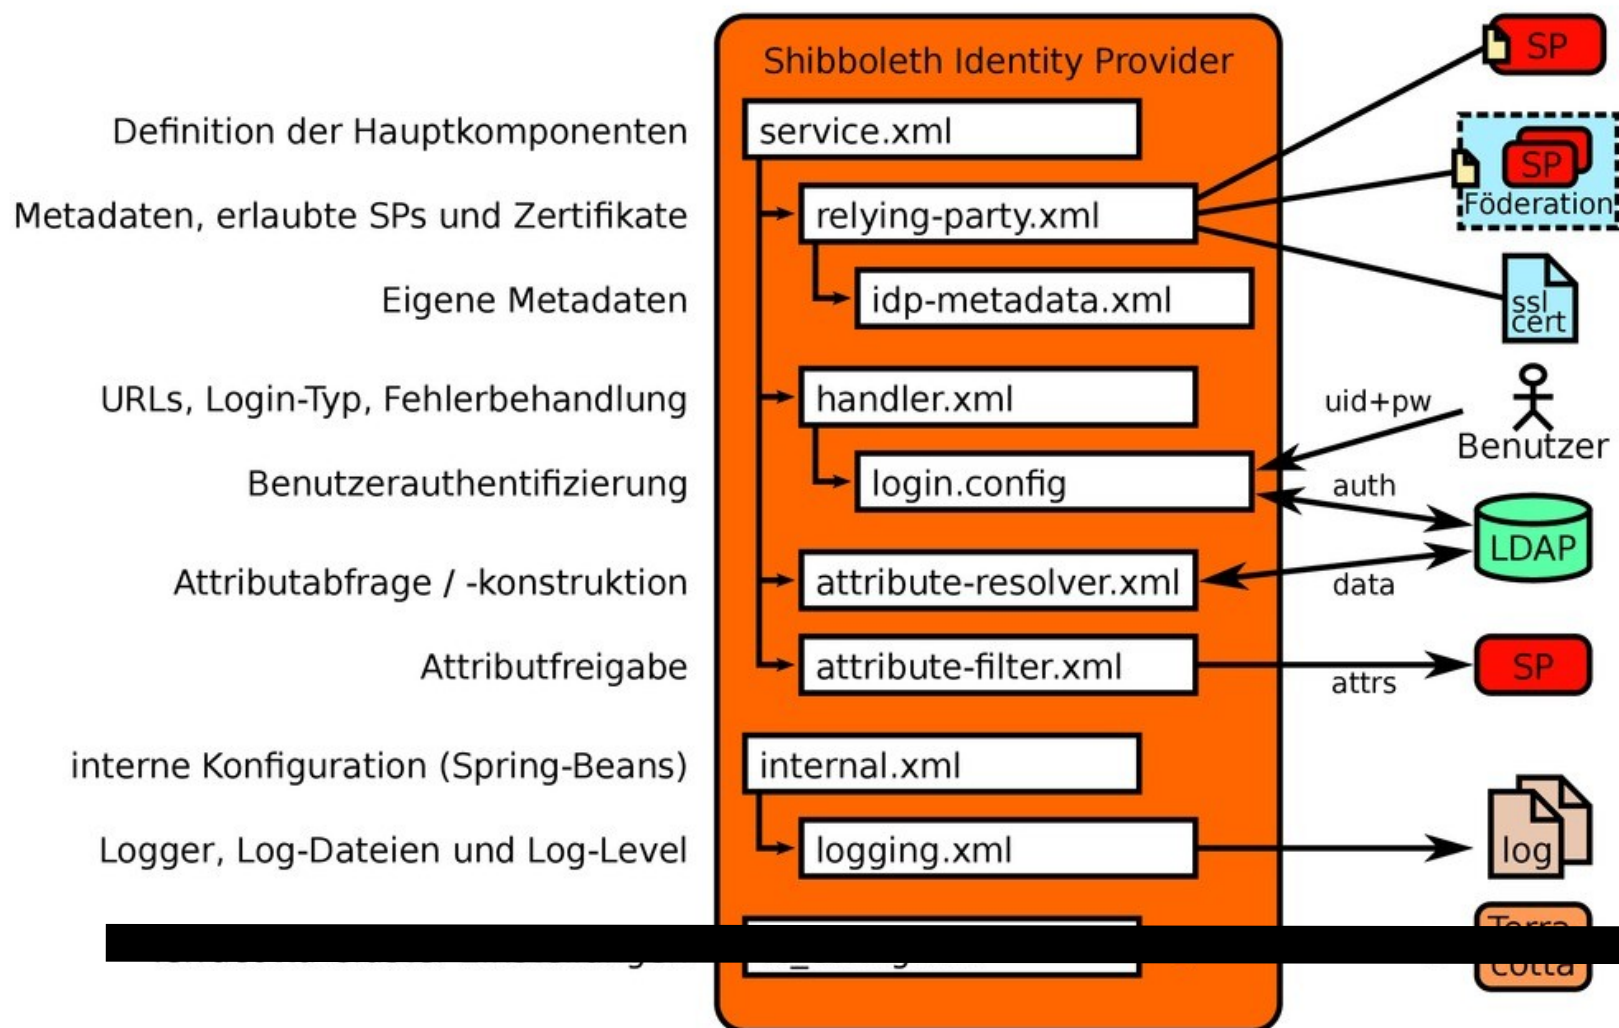 Shibboleth Identity Provider
SP
Definition der Hauptkomponenten
service.xml
SP
Föderation
Metadaten, erlaubte SPs und Zertifikate
relying-party.xml
Eigene Metadaten
idp-metadata.xml
ssl
cert
URLs, Login-Typ, Fehlerbehandlung
handler.xml
uid+pw
Benutzer
Benutzerauthentifizierung
login.config
auth
LDAP
Attributabfrage / -konstruktion
attribute-resolver.xml
data
Attributfreigabe
attribute-filter.xml
attrs
SP
interne Konfiguration (Spring-Beans)
internal.xml
Logger, Log-Dateien und Log-Level
logging.xml
log